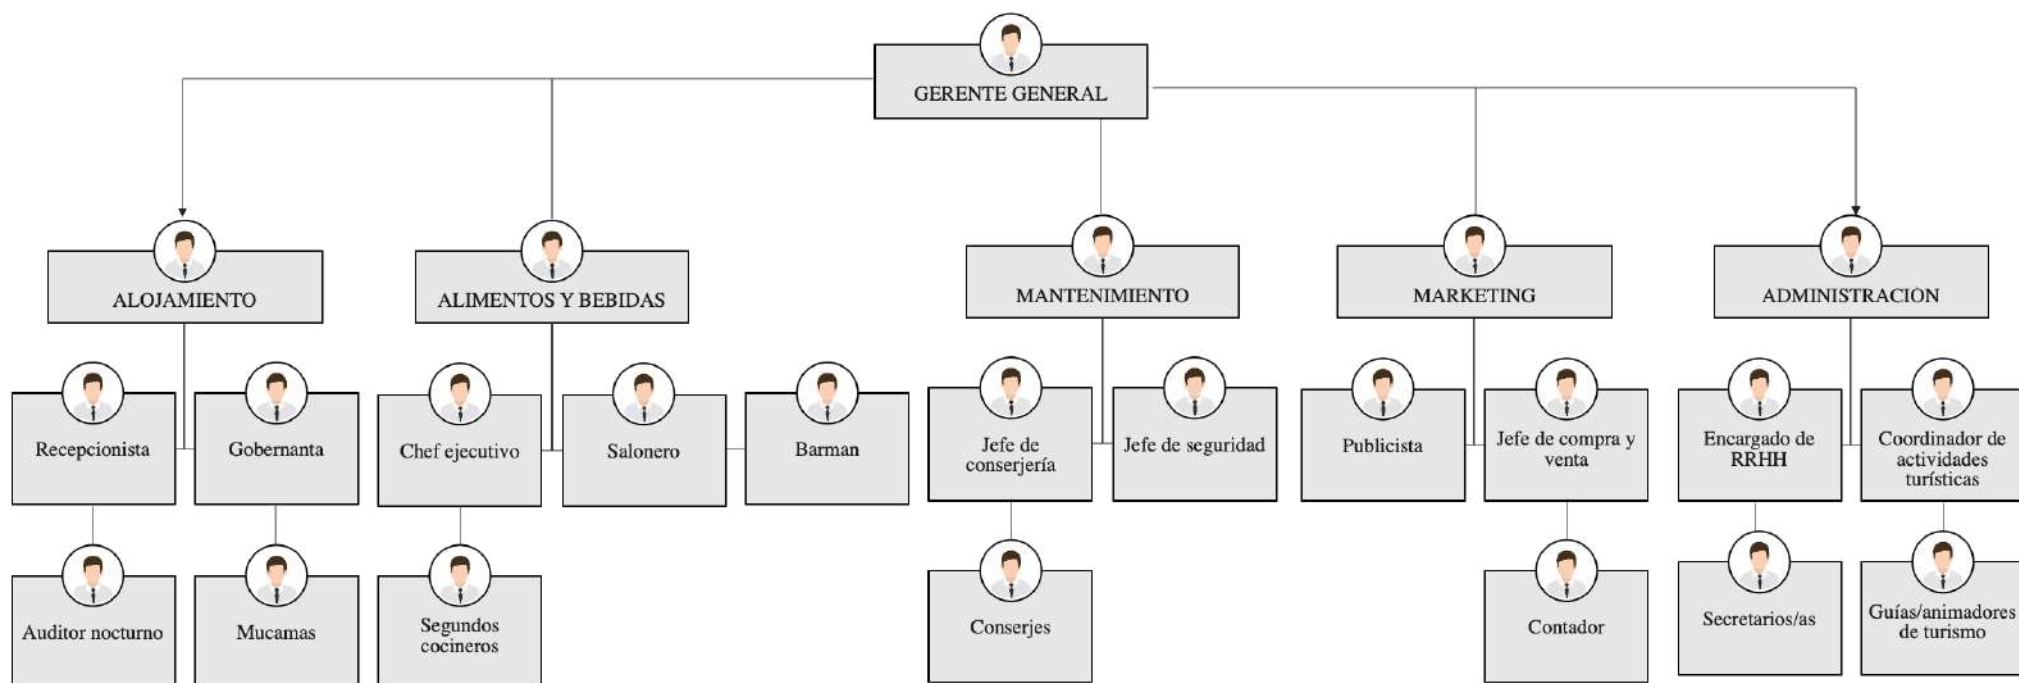 GERENTE GENERAL
ALOJAMIENTO
ALIMENTOS Y BEBIDAS
MANTENIMIENTO
MARKETING
ADMINISTRACION
Recepcionista
Gobernanta
Chef ejecutivo
Salonero
Barman
Jefe de
conserjería
Jefe de seguridad
Publicista
Jefe de compra y
venta
Encargado de
RRHH
Coordinador de
actividades
turísticas
Auditor nocturno
Mucamas
Segundos
cocineros
Conserjes
Contador
Secretarios/as
Guías/animadores
de turismo